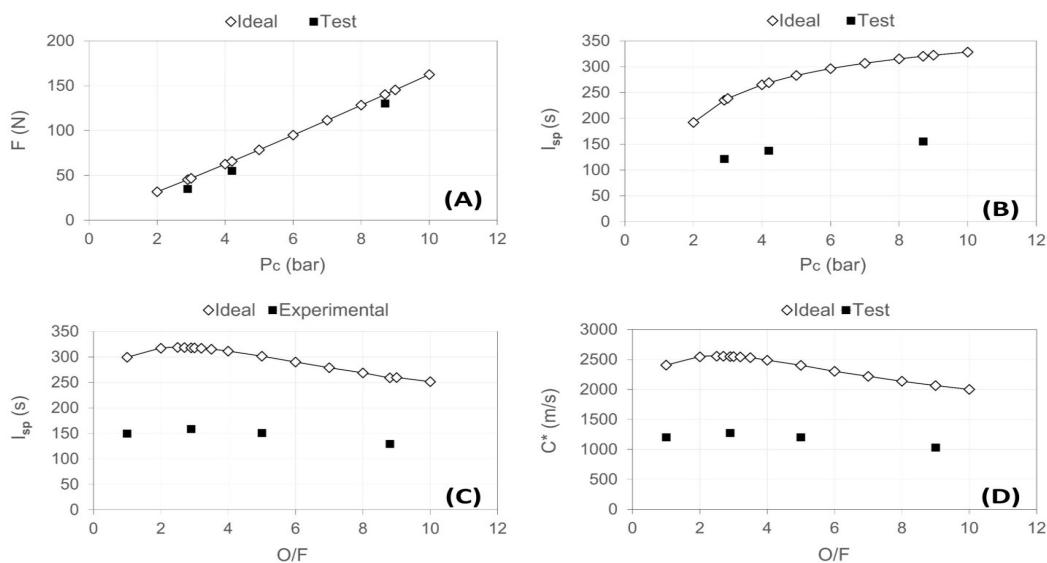 ◇Ideal ■Test
F (N)
200
150
100
50
0
0 2 4 6 8 10 12
Pc (bar)
(A)
◇Ideal ■Test
Isp (s)
350
300
250
200
150
100
50
0
0 2 4 6 8 10 12
Pc (bar)
(B)
◇Ideal ■Experimental
Isp (s)
350
300
250
200
150
100
50
0
0 2 4 6 8 10 12
O/F
(C)
◇Ideal ■Test
C* (m/s)
3000
2500
2000
1500
1000
500
0
0 2 4 6 8 10 12
O/F
(D)